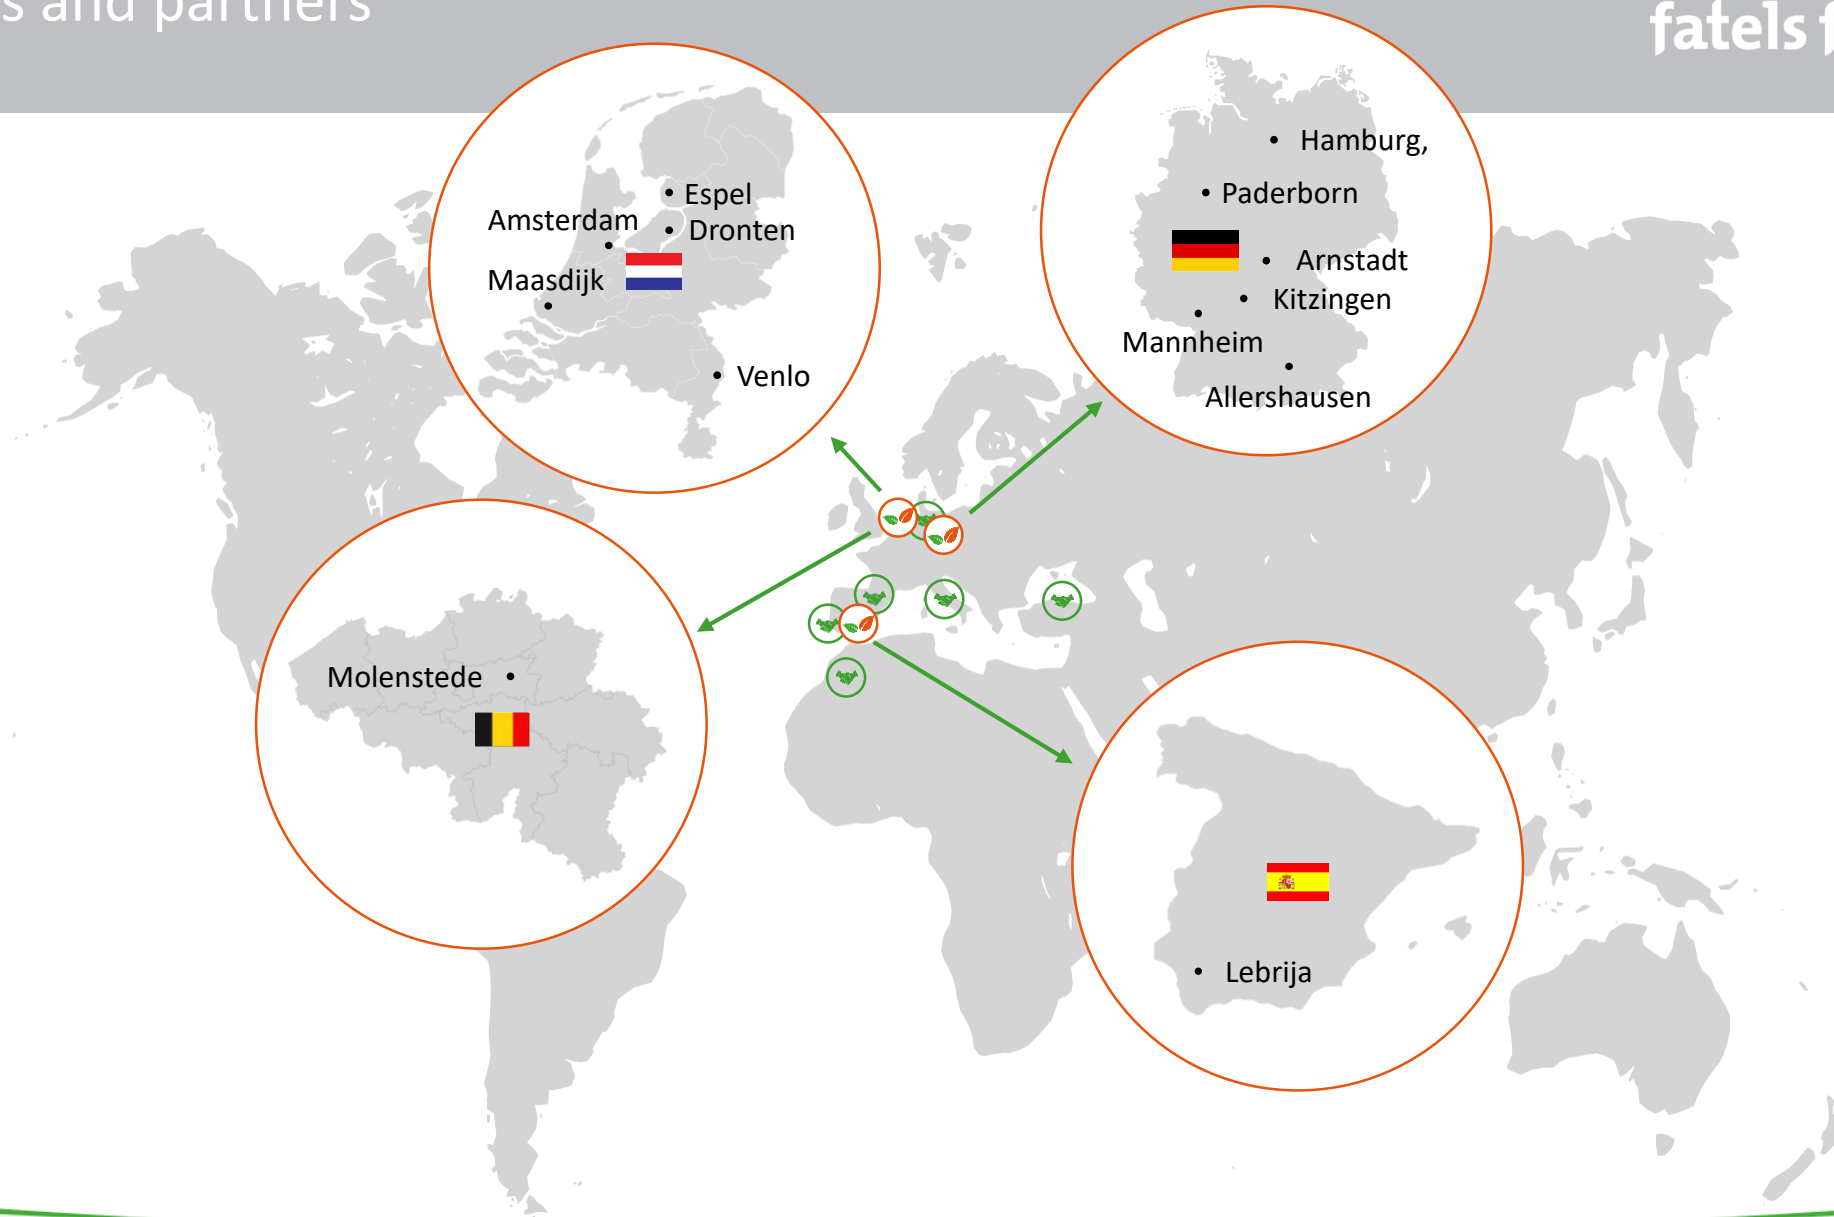 s and partners
fatels f
Espel
Amsterdam
Dronten
Maasdijk
Venlo
Hamburg,
Paderborn
Arnstadt
Kitzingen
Mannheim
Allershausen
Molenstede
Lebrija